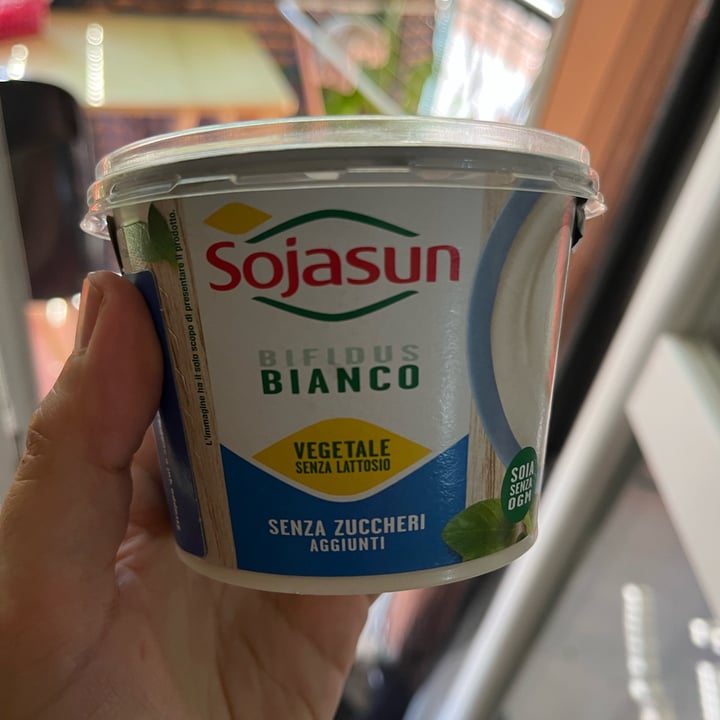 Sojasun
BIFIDUS
BIANCO
VEGETALE
SENZA LATTOSIO
SENZA ZUCCHERI
AGGIUNTI
SOIA
SENZA
OGM
L'immagine ha il solo scopo di presentare il prodotto.